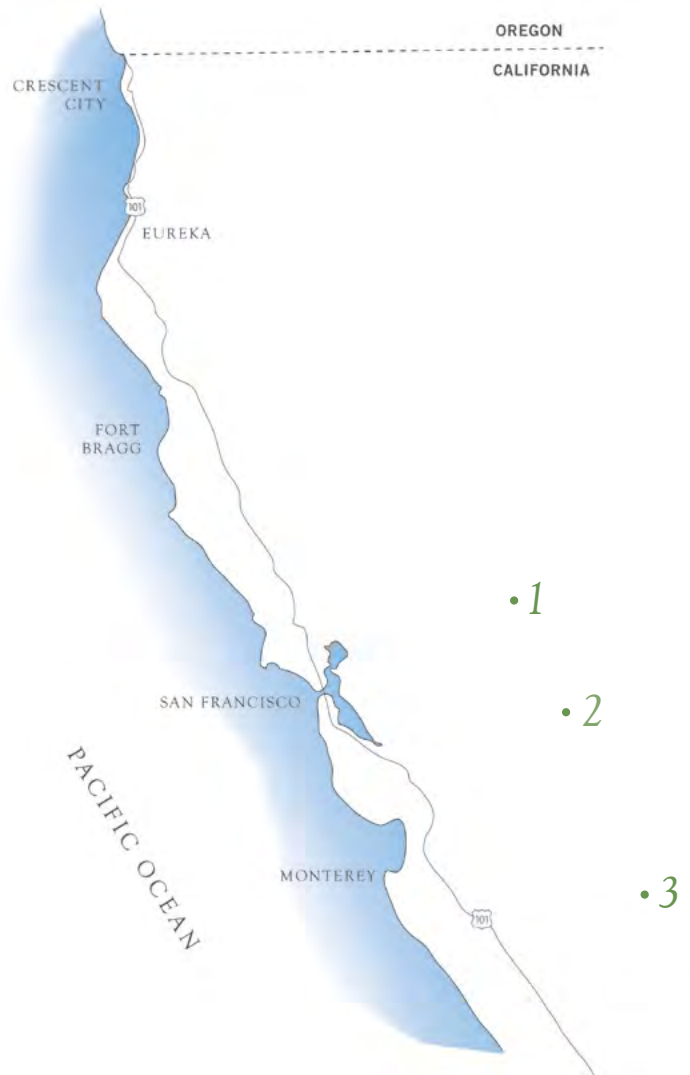 OREGON
CALIFORNIA
CRESCENT
CITY
101
EUREKA
FORT
BRAGG
• 1
SAN FRANCISCO
• 2
PACIFIC OCEAN
MONTEREY
• 3
101